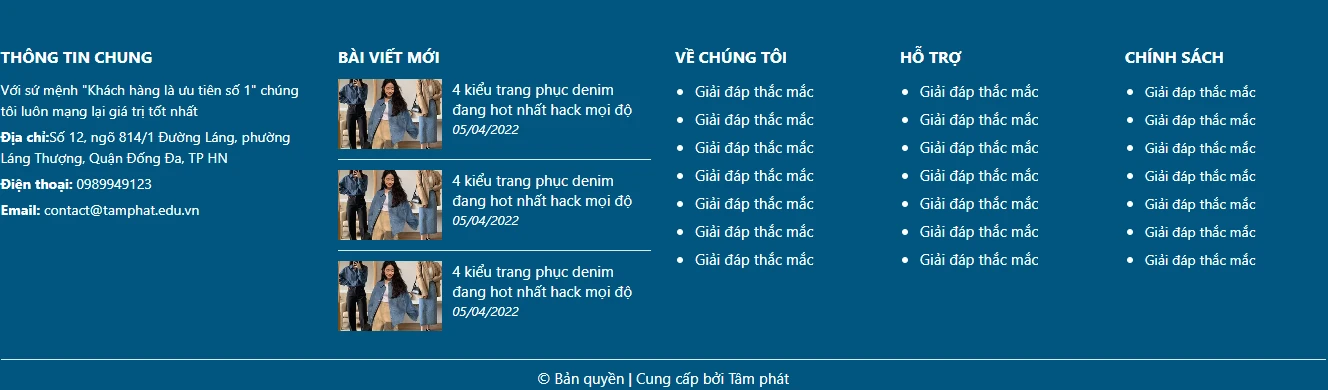 THÔNG TIN CHUNG
Với sứ mệnh "Khách hàng là ưu tiên số 1" chúng
tôi luôn mạng lại giá trị tốt nhất
Địa chỉ:Số 12, ngõ 814/1 Đường Láng, phường
Láng Thượng, Quận Đống Đa, TP HN
Điện thoại: 0989949123
Email: contact@tamphat.edu.vn
BÀI VIẾT MỚI
4 kiểu trang phục denim
đang hot nhất hack mọi độ
05/04/2022
4 kiểu trang phục denim
đang hot nhất hack mọi độ
05/04/2022
4 kiểu trang phục denim
đang hot nhất hack mọi độ
05/04/2022
VỀ CHÚNG TÔI
Giải đáp thắc mắc
Giải đáp thắc mắc
Giải đáp thắc mắc
Giải đáp thắc mắc
Giải đáp thắc mắc
Giải đáp thắc mắc
Giải đáp thắc mắc
HỖ TRỢ
Giải đáp thắc mắc
Giải đáp thắc mắc
Giải đáp thắc mắc
Giải đáp thắc mắc
Giải đáp thắc mắc
Giải đáp thắc mắc
Giải đáp thắc mắc
CHÍNH SÁCH
Giải đáp thắc mắc
Giải đáp thắc mắc
Giải đáp thắc mắc
Giải đáp thắc mắc
Giải đáp thắc mắc
Giải đáp thắc mắc
Giải đáp thắc mắc
© Bản quyền | Cung cấp bởi Tâm phát